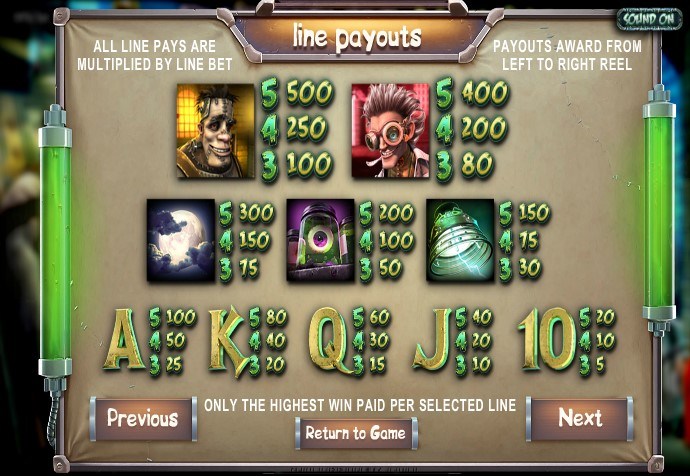 SOUND ON
line payouts
ALL LINE PAYS ARE
MULTIPLIED BY LINE BET
PAYOUTS AWARD FROM
LEFT TO RIGHT REEL
5 500
4 250
3 100
5 400
4 200
3 80
5 300
4 150
3 75
5 200
4 100
3 50
5 150
4 75
3 30
A
5 100
4 50
3 25
K
5 80
4 40
3 20
Q
5 60
4 30
3 15
J
5 40
4 20
3 10
10
5 20
4 10
3 5
Previous
ONLY THE HIGHEST WIN PAID PER SELECTED LINE
Return to Game
Next